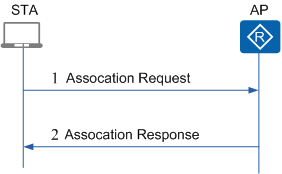 STA
AP
R
1 Assocation Request
2 Assocation Response